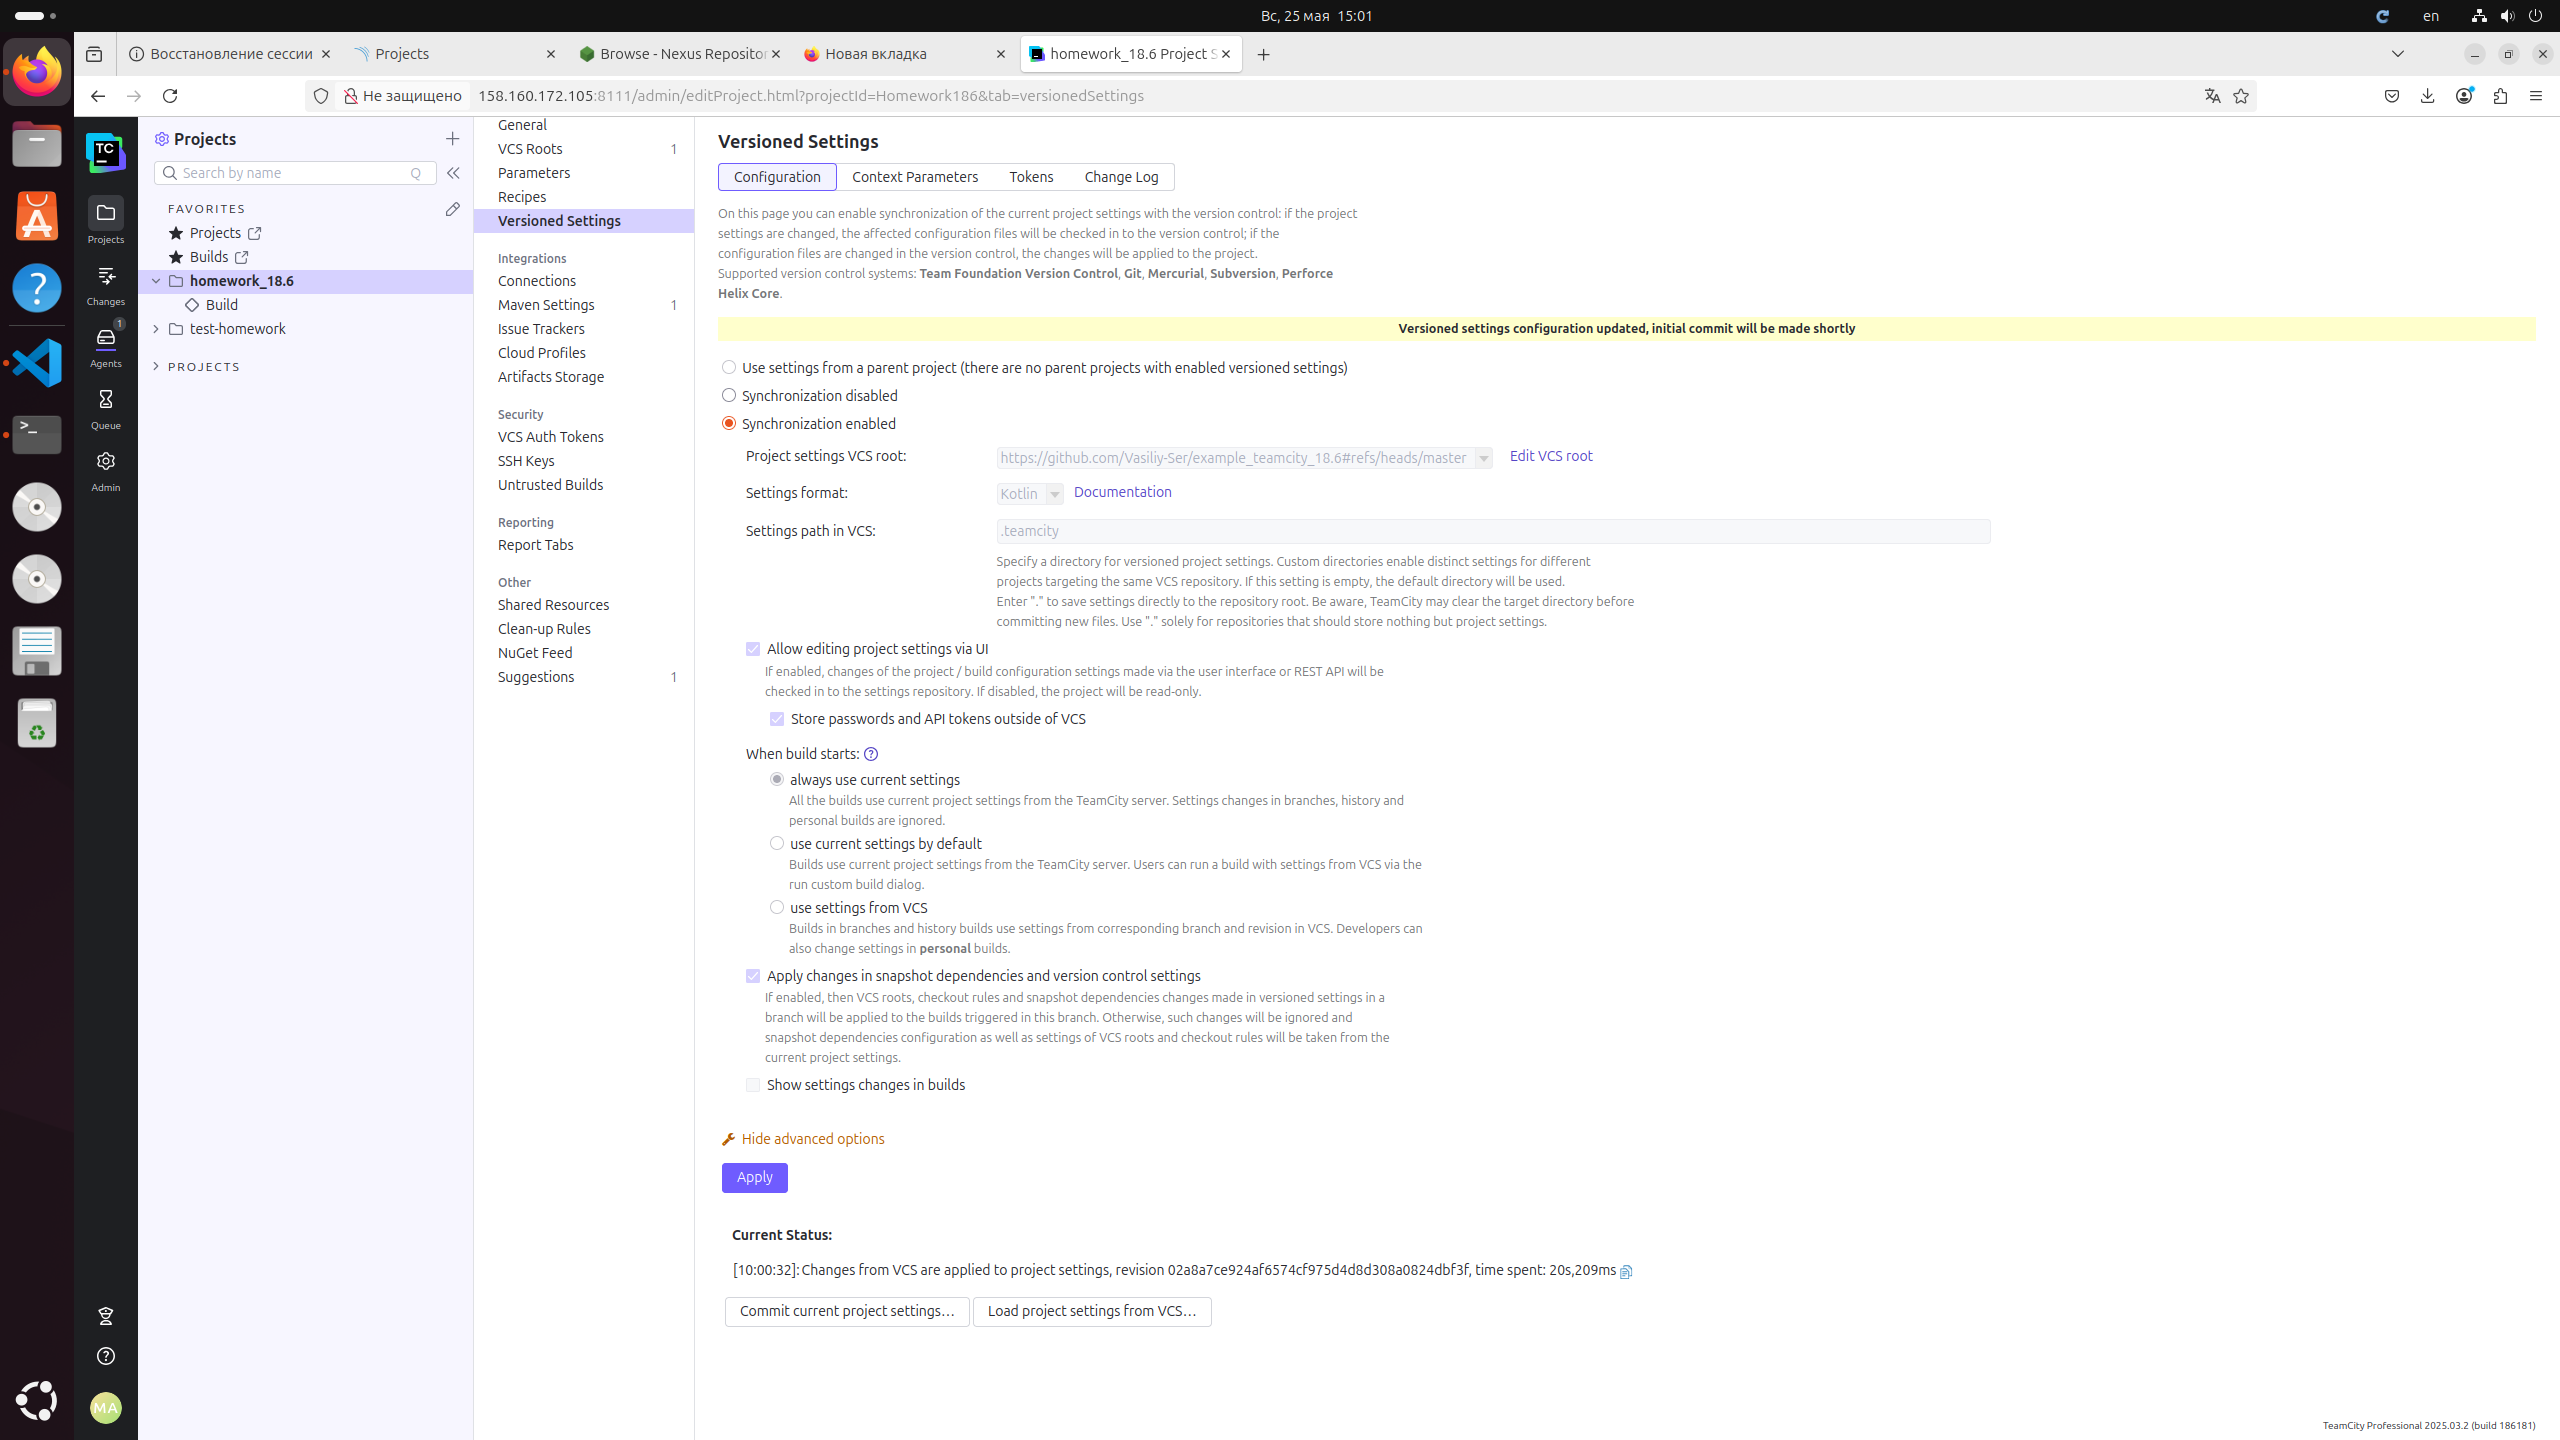 Вс, 25 мая 15:01
en
Восстановление сессии
Projects
Browse - Nexus Repositor
Новая вкладка
homework_18.6 Project S
Не защищено
158.160.172.105:8111/admin/editProject.html?projectId=Homework186&tab=versionedSettings
TC
Projects
Changes
1
Agents
Queue
Admin
MA
Projects
Search by name
Q
FAVORITES
Projects
Builds
homework_18.6
Build
test-homework
PROJECTS
General
VCS Roots 1
Parameters
Recipes
Versioned Settings
Integrations
Connections
Maven Settings 1
Issue Trackers
Cloud Profiles
Artifacts Storage
Security
VCS Auth Tokens
SSH Keys
Untrusted Builds
Reporting
Report Tabs
Other
Shared Resources
Clean-up Rules
NuGet Feed
Suggestions 1
Versioned Settings
Configuration Context Parameters Tokens Change Log
On this page you can enable synchronization of the current project settings with the version control: if the project
settings are changed, the affected configuration files will be checked in to the version control; if the
configuration files are changed in the version control, the changes will be applied to the project.
Supported version control systems: Team Foundation Version Control, Git, Mercurial, Subversion, Perforce
Helix Core.
Versioned settings configuration updated, initial commit will be made shortly
Use settings from a parent project (there are no parent projects with enabled versioned settings)
Synchronization disabled
Synchronization enabled
Project settings VCS root: https://github.com/Vasiliy-Ser/example_teamcity_18.6#refs/heads/master Edit VCS root
Settings format: Kotlin Documentation
Settings path in VCS: .teamcity
Specify a directory for versioned project settings. Custom directories enable distinct settings for different
projects targeting the same VCS repository. If this setting is empty, the default directory will be used.
Enter "." to save settings directly to the repository root. Be aware, TeamCity may clear the target directory before
committing new files. Use "." solely for repositories that should store nothing but project settings.
Allow editing project settings via UI
If enabled, changes of the project / build configuration settings made via the user interface or REST API will be
checked in to the settings repository. If disabled, the project will be read-only.
Store passwords and API tokens outside of VCS
When build starts:
always use current settings
All the builds use current project settings from the TeamCity server. Settings changes in branches, history and
personal builds are ignored.
use current settings by default
Builds use current project settings from the TeamCity server. Users can run a build with settings from VCS via the
run custom build dialog.
use settings from VCS
Builds in branches and history builds use settings from corresponding branch and revision in VCS. Developers can
also change settings in personal builds.
Apply changes in snapshot dependencies and version control settings
If enabled, then VCS roots, checkout rules and snapshot dependencies changes made in versioned settings in a
branch will be applied to the builds triggered in this branch. Otherwise, such changes will be ignored and
snapshot dependencies configuration as well as settings of VCS roots and checkout rules will be taken from the
current project settings.
Show settings changes in builds
Hide advanced options
Apply
Current Status:
[10:00:32]: Changes from VCS are applied to project settings, revision 02a8a7ce924af6574cf975d4d8d308a0824dbf3f, time spent: 20s,209ms
Commit current project settings... Load project settings from VCS...
TeamCity Professional 2025.03.2 (build 186181)